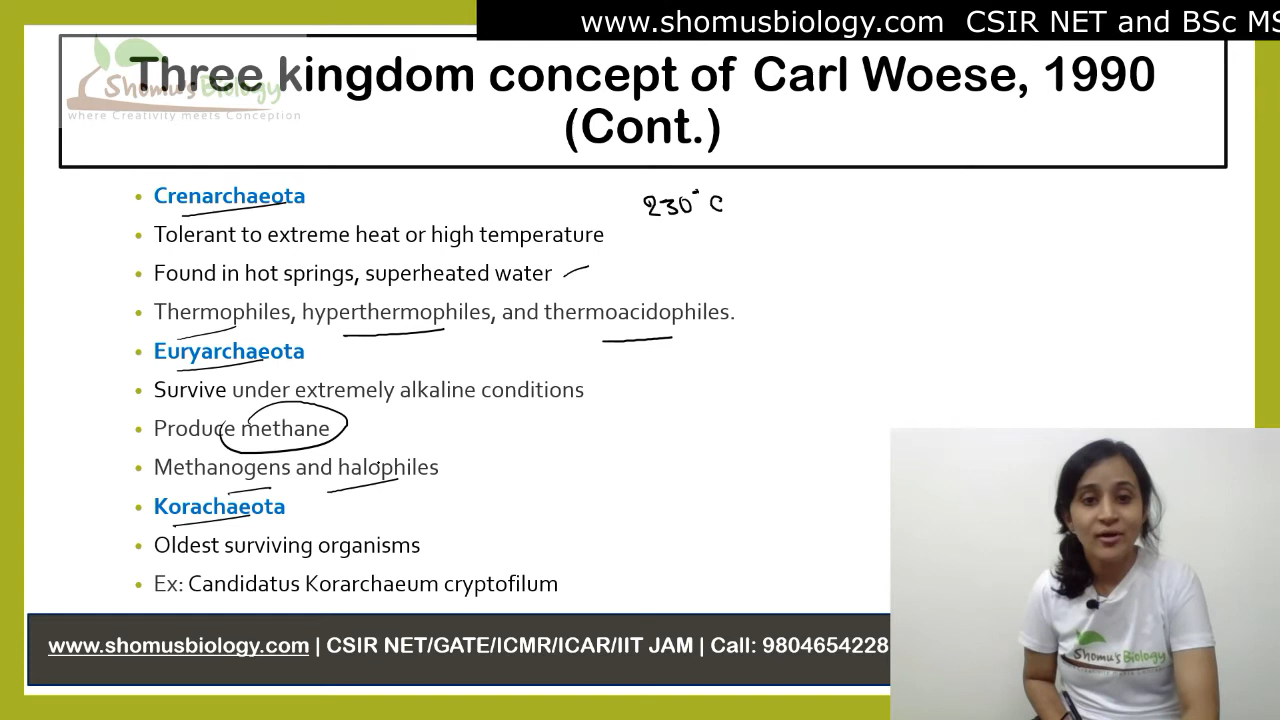 www.shomusbiology.com CSIR NET and BSc MS
Three kingdom concept of Carl Woese, 1990
(Cont.)
Shomu's Biology
where Creativity meets Conception
Crenarchaeota
230° C
Tolerant to extreme heat or high temperature
Found in hot springs, superheated water
Thermophiles, hyperthermophiles, and thermoacidophiles.
Euryarchaeota
Survive under extremely alkaline conditions
Produce methane
Methanogens and halophiles
Korachaeota
Oldest surviving organisms
Ex: Candidatus Korarchaeum cryptofilum
www.shomusbiology.com | CSIR NET/GATE/ICMR/ICAR/IIT JAM | Call: 9804654228
Shomu's Biology